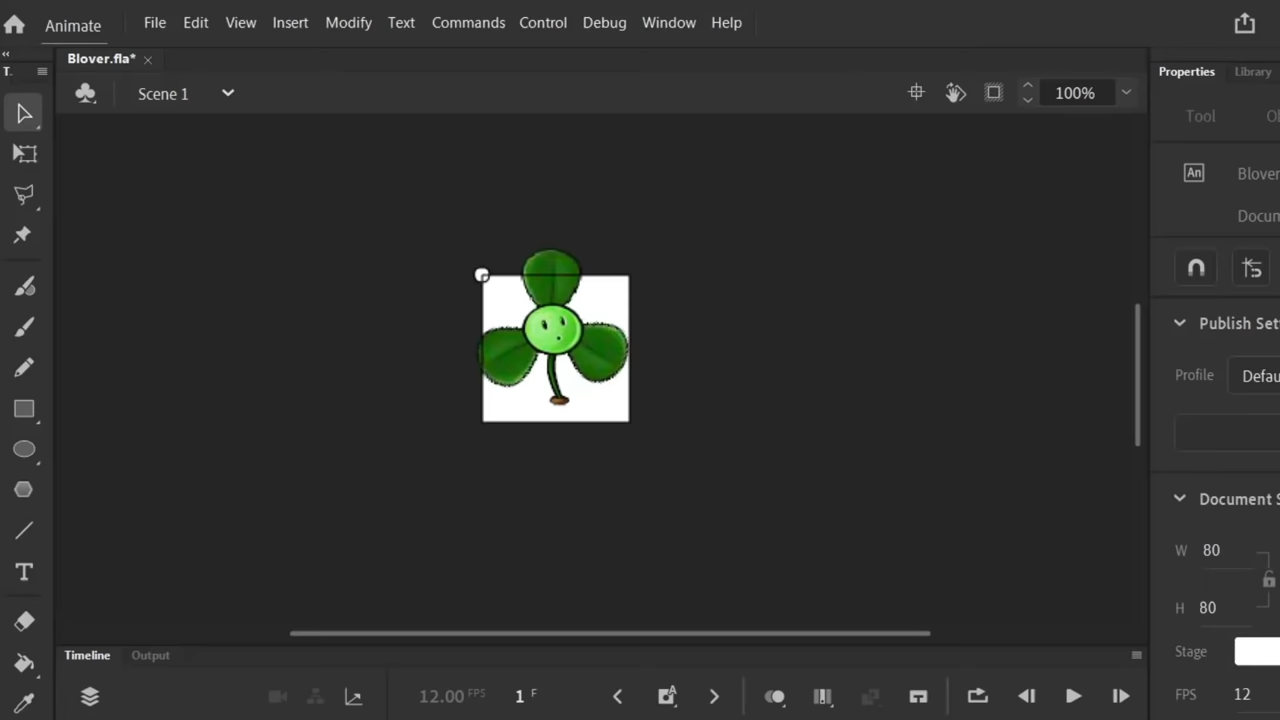 Animate File Edit View Insert Modify Text Commands Control Debug Window Help
Blover.fla*
T.
Scene 1 100%
Properties Library
Tool Ob
An Blover
Docum
Publish Set
Profile Defau
Document S
W 80
H 80
Stage
FPS 12
Timeline Output
12.00 FPS 1 F